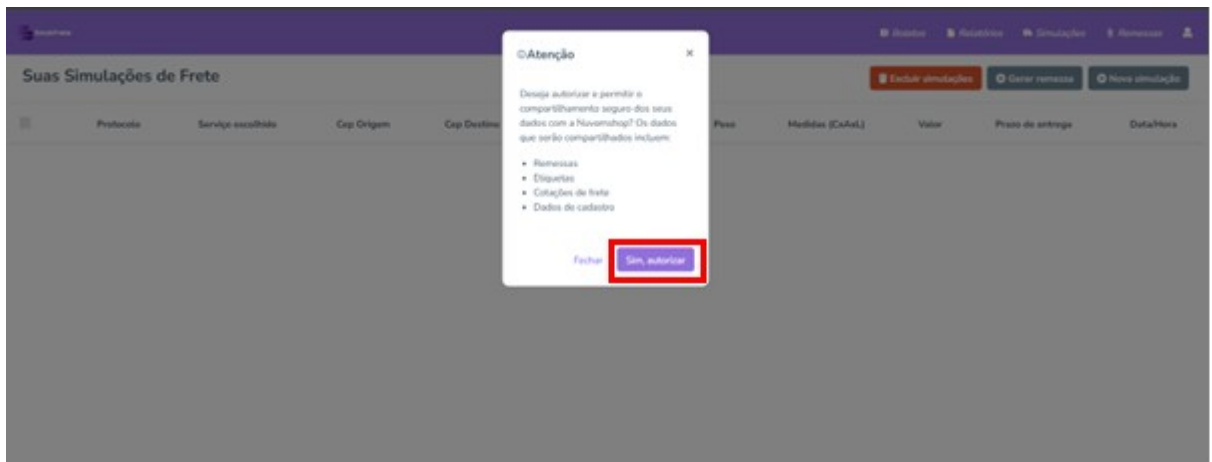 Pedidos Relatórios Simulações Remessas
Suas Simulações de Frete
Excluir simulações Gerar remessa Nova simulação
Protocolo Serviço escolhido Cep Origem Cep Destino Peso Medidas (CxAxL) Valor Prazo de entrega Data/Hora
Atenção ×
Deseja autorizar e permitir o
compartilhamento seguro dos seus
dados com a Nuvemshop? Os dados
que serão compartilhados incluem:
• Remessas
• Etiquetas
• Cotações de frete
• Dados de cadastro
Fechar Sim, autorizar